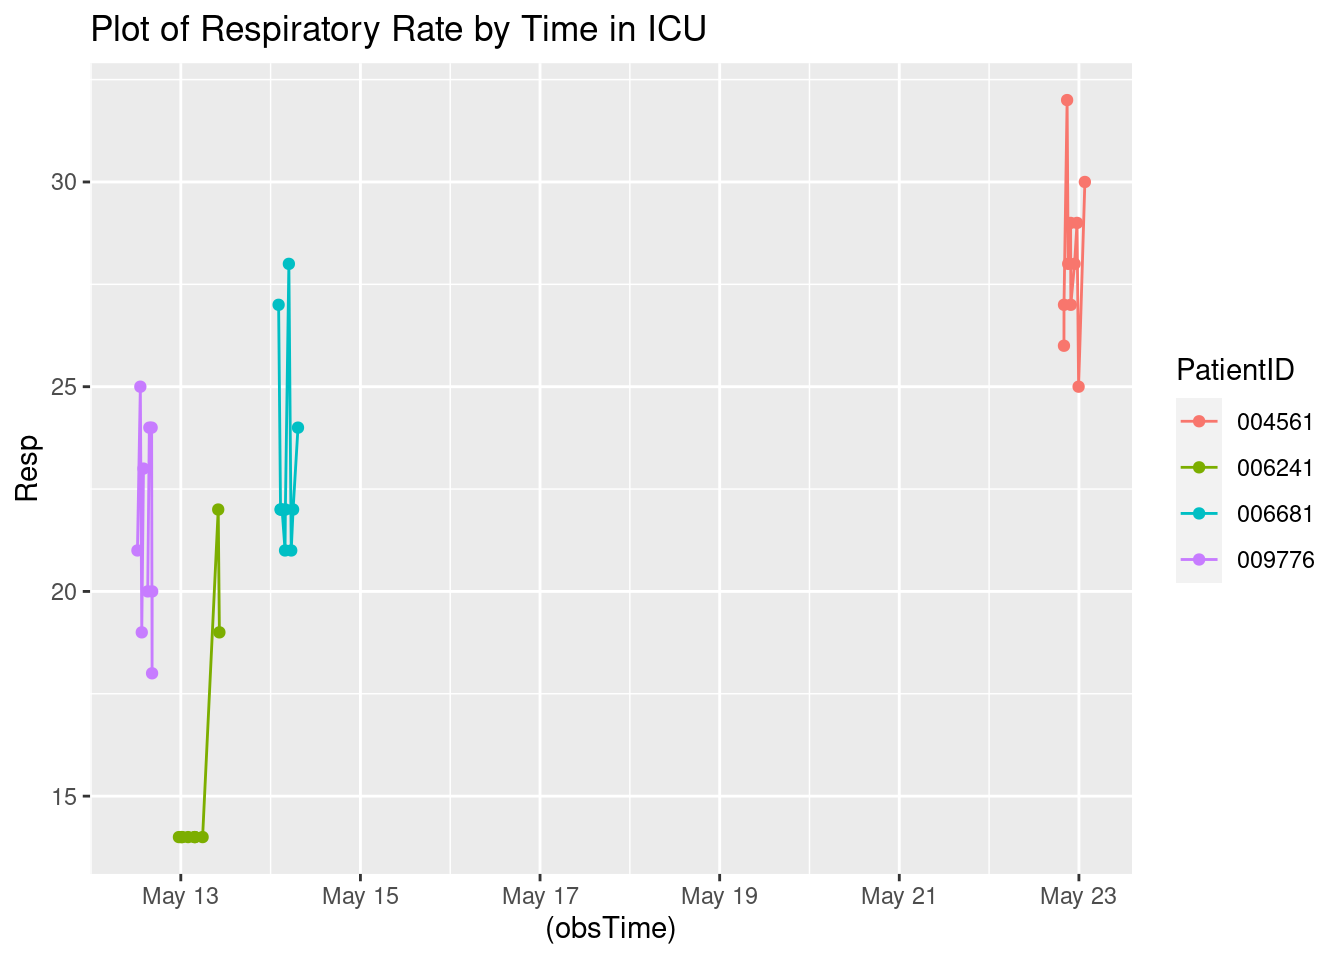 Plot of Respiratory Rate by Time in ICU
Resp
30
25
20
15
May 13
May 15
May 17
May 19
May 21
May 23
(obsTime)
PatientID
004561
006241
006681
009776